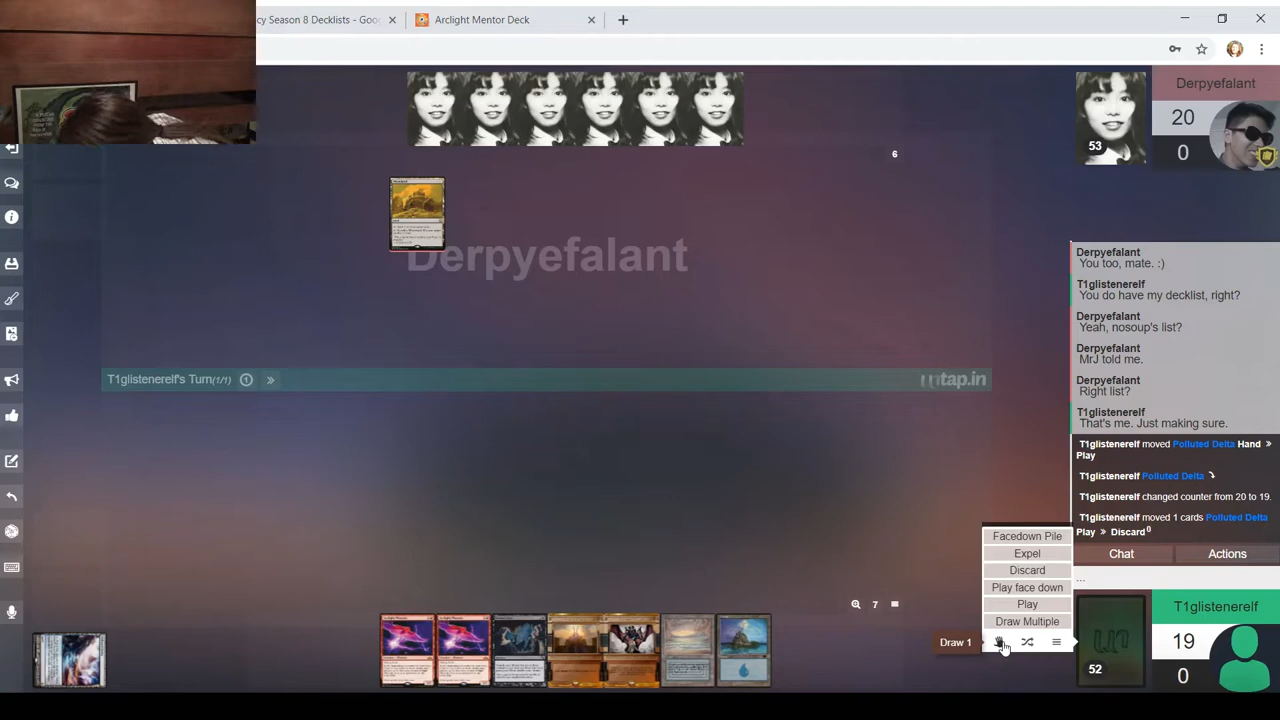 cy Season 8 Decklists - Goo
Arclight Mentor Deck
Derpyefalant
20
53
0
6
Derpyefalant
Derpyefalant
You too, mate. :)
T1glistenerelf
You do have my decklist, right?
Derpyefalant
Yeah, nosoup's list?
Derpyefalant
MrJ told me.
Derpyefalant
Right list?
T1glistenerelf's Turn(1/1)
untap.in
T1glistenerelf
That's me. Just making sure.
T1glistenerelf moved Polluted Delta Hand »
Play
T1glistenerelf Polluted Delta
T1glistenerelf changed counter from 20 to 19.
T1glistenerelf moved 1 cards Polluted Delta
Play » Discard 0
Facedown Pile
Expel
Discard
Play face down
Play
Draw Multiple
Draw 1
Chat
Actions
...
7
T1glistenerelf
19
52
0